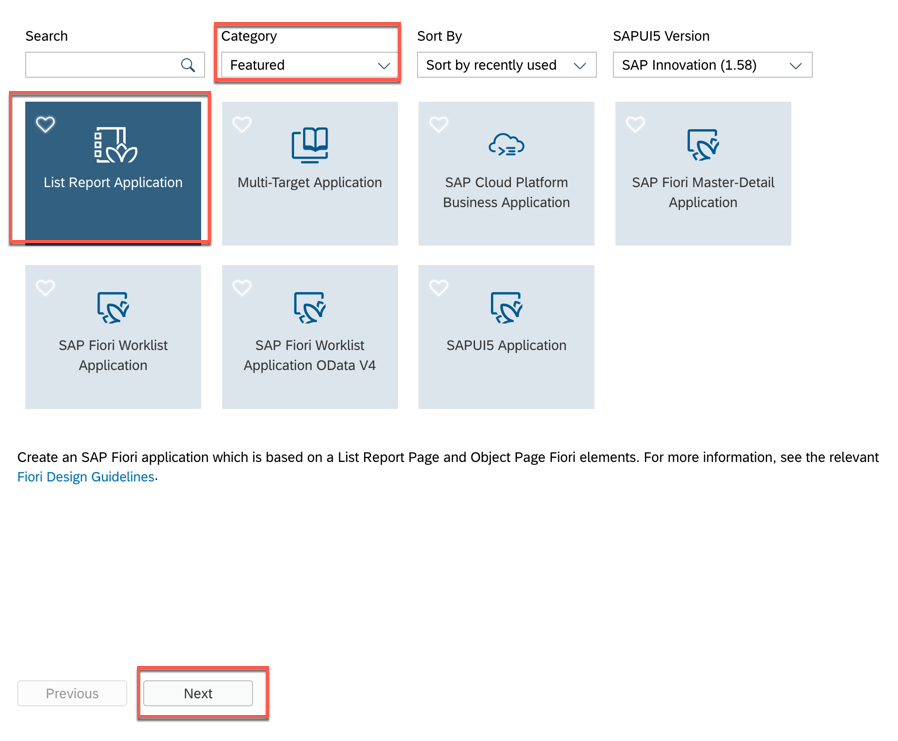 Search
Category
Sort By
SAPUI5 Version
Featured
Sort by recently used
SAP Innovation (1.58)
List Report Application
Multi-Target Application
SAP Cloud Platform
Business Application
SAP Fiori Master-Detail
Application
SAP Fiori Worklist
Application
SAP Fiori Worklist
Application OData V4
SAPUI5 Application
Create an SAP Fiori application which is based on a List Report Page and Object Page Fiori elements. For more information, see the relevant
Fiori Design Guidelines.
Previous
Next